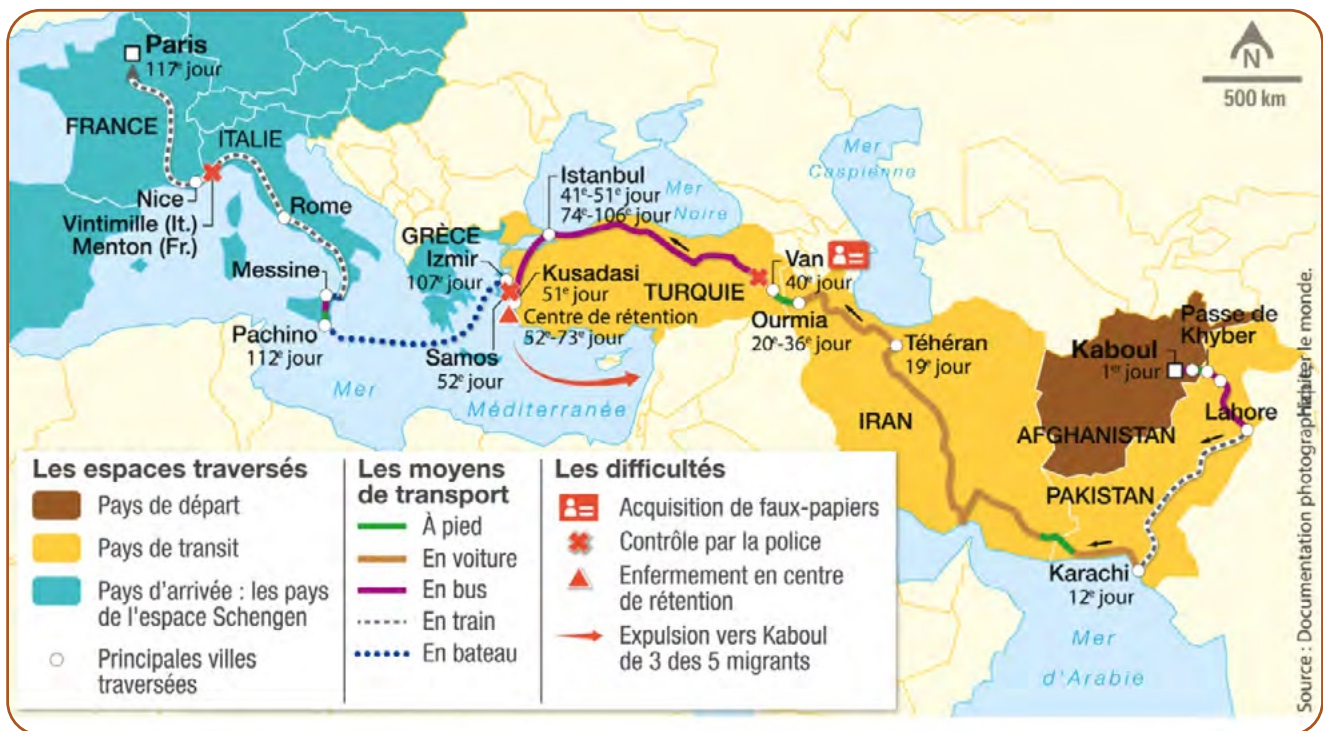 Paris
117e jour
FRANCE
ITALIE
Nice
Vintimille (It.)
Menton (Fr.)
Rome
Messine
Pachino
112e jour
GRÈCE
Izmir
107e jour
Samos
52e jour
Istanbul
41e-51e jour
74e-106e jour
Mer
Noire
Kusadasi
51e jour
Centre de rétention
52e-73e jour
TURQUIE
Van
40e jour
Ourmia
20e-36e jour
Mer
Caspienne
Téhéran
19e jour
IRAN
Kaboul
1er jour
Passe de
Khyber
Lahore
AFGHANISTAN
PAKISTAN
Karachi
12e jour
Mer
d'Arabie
Mer
Méditerranée
N
500 km
Les espaces traversés
Pays de départ
Pays de transit
Pays d'arrivée : les pays
de l'espace Schengen
Principales villes
traversées
Les moyens
de transport
À pied
En voiture
En bus
En train
En bateau
Les difficultés
Acquisition de faux-papiers
Contrôle par la police
Enfermement en centre
de rétention
Expulsion vers Kaboul
de 3 des 5 migrants
Source : Documentation photographique le monde.